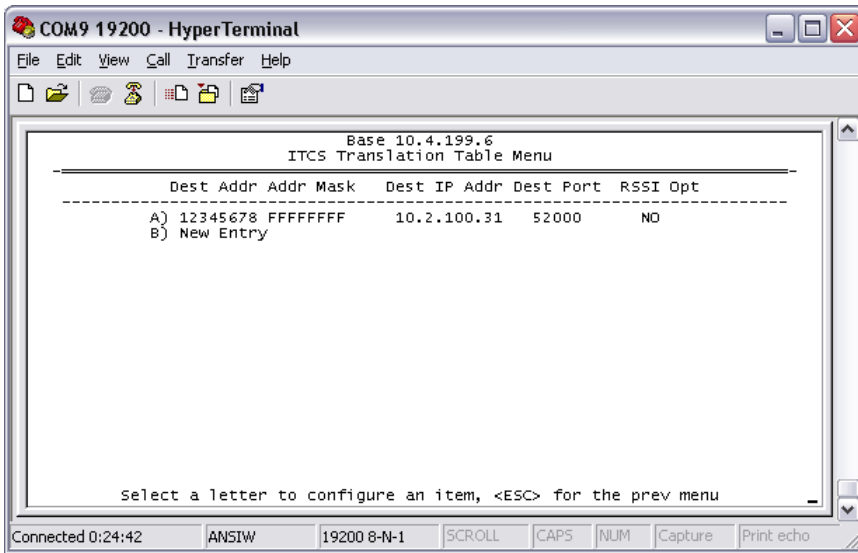 COM9 19200 - HyperTerminal
File Edit View Call Transfer Help
Base 10.4.199.6
ITCS Translation Table Menu
Dest Addr Addr Mask Dest IP Addr Dest Port RSSI Opt
A) 12345678 FFFFFFFF 10.2.100.31 52000 NO
B) New Entry
Select a letter to configure an item, <ESC> for the prev menu
Connected 0:24:42 ANSIW 19200 8-N-1 SCROLL CAPS NUM Capture Print echo